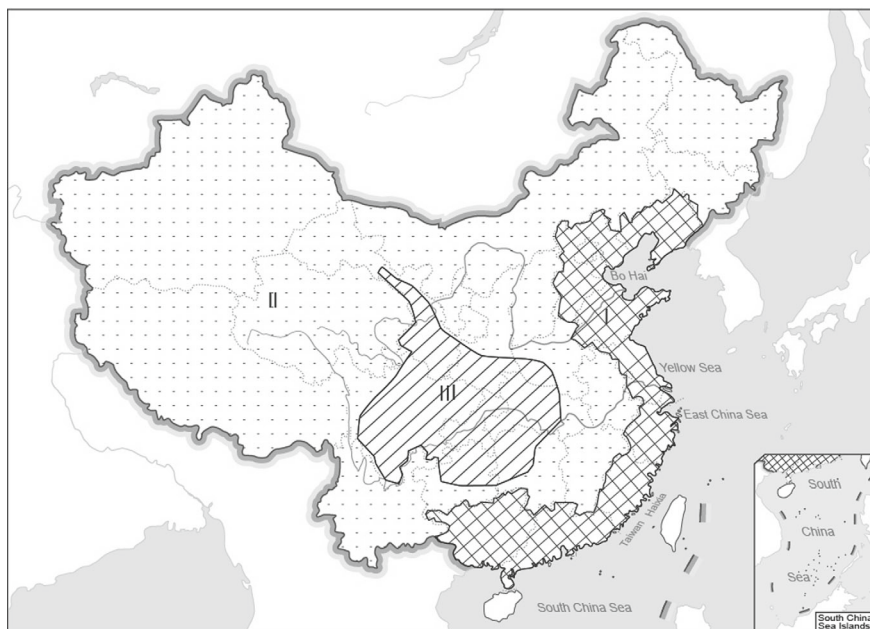 Bo Hai
I
II
Yellow Sea
III
East China Sea
Taiwan Haixia
South China Sea
South
China
Sea
South China
Sea Islands